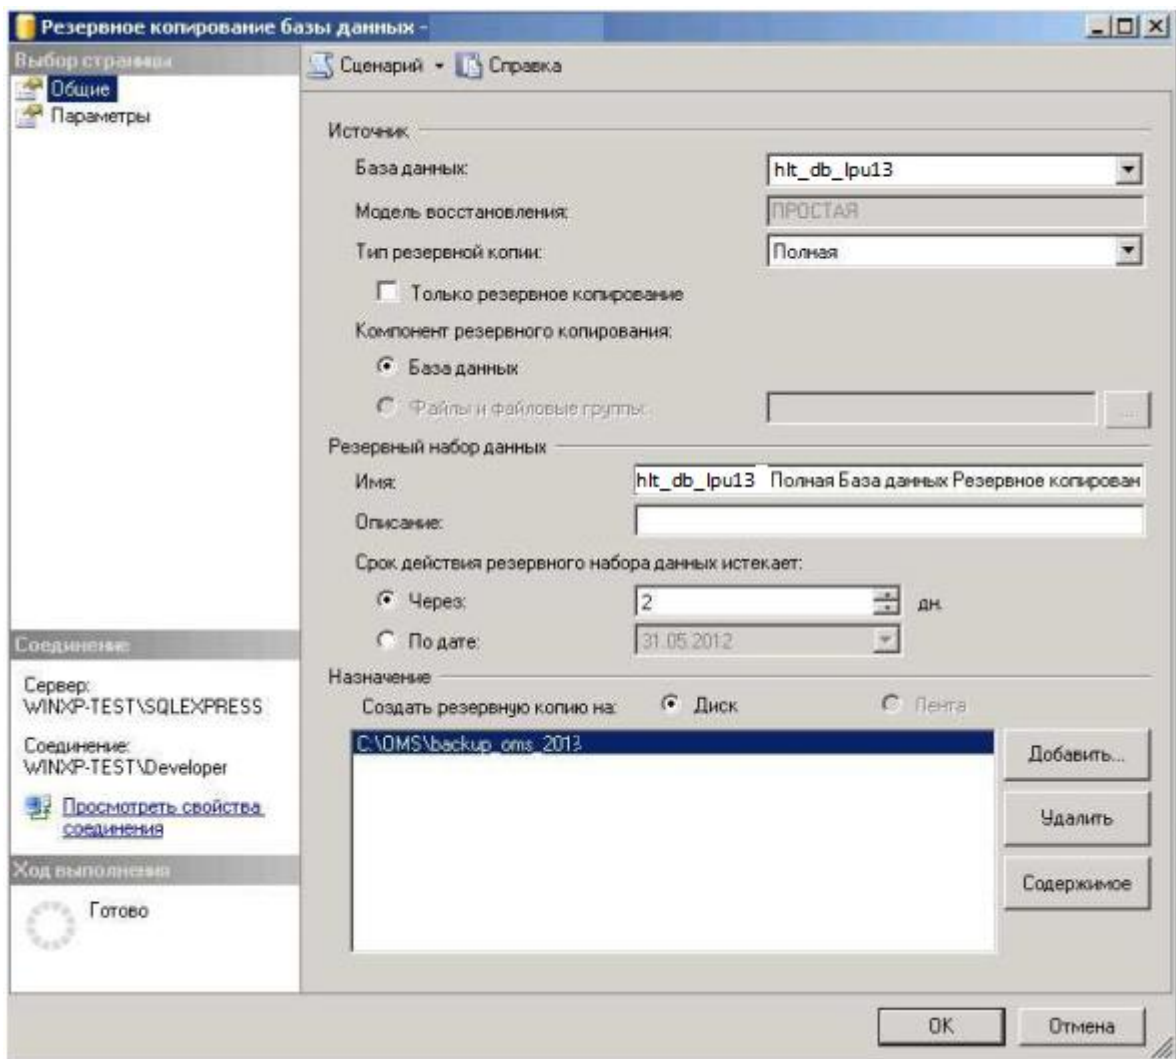 Резервное копирование базы данных -
Выбор страницы
Общие
Параметры
Сценарий
Справка
Источник
База данных:
hlt_db_lpu13
Модель восстановления:
ПРОСТАЯ
Тип резервной копии:
Полная
Только резервное копирование
Компонент резервного копирования:
База данных
Файлы и файловые группы:
...
Резервный набор данных
Имя:
hlt_db_lpu13 Полная База данных Резервное копирован
Описание:
Срок действия резервного набора данных истекает:
Через:
2
дн.
По дате:
31.05.2012
Назначение
Создать резервную копию на:
Диск
Лента
C:\OMS\backup_oms_2013
Добавить...
Удалить
Содержимое
Соединение
Сервер:
WINXP-TEST\SQLEXPRESS
Соединение:
WINXP-TEST\Developer
Просмотреть свойства
соединения
Ход выполнения
Готово
OK
Отмена